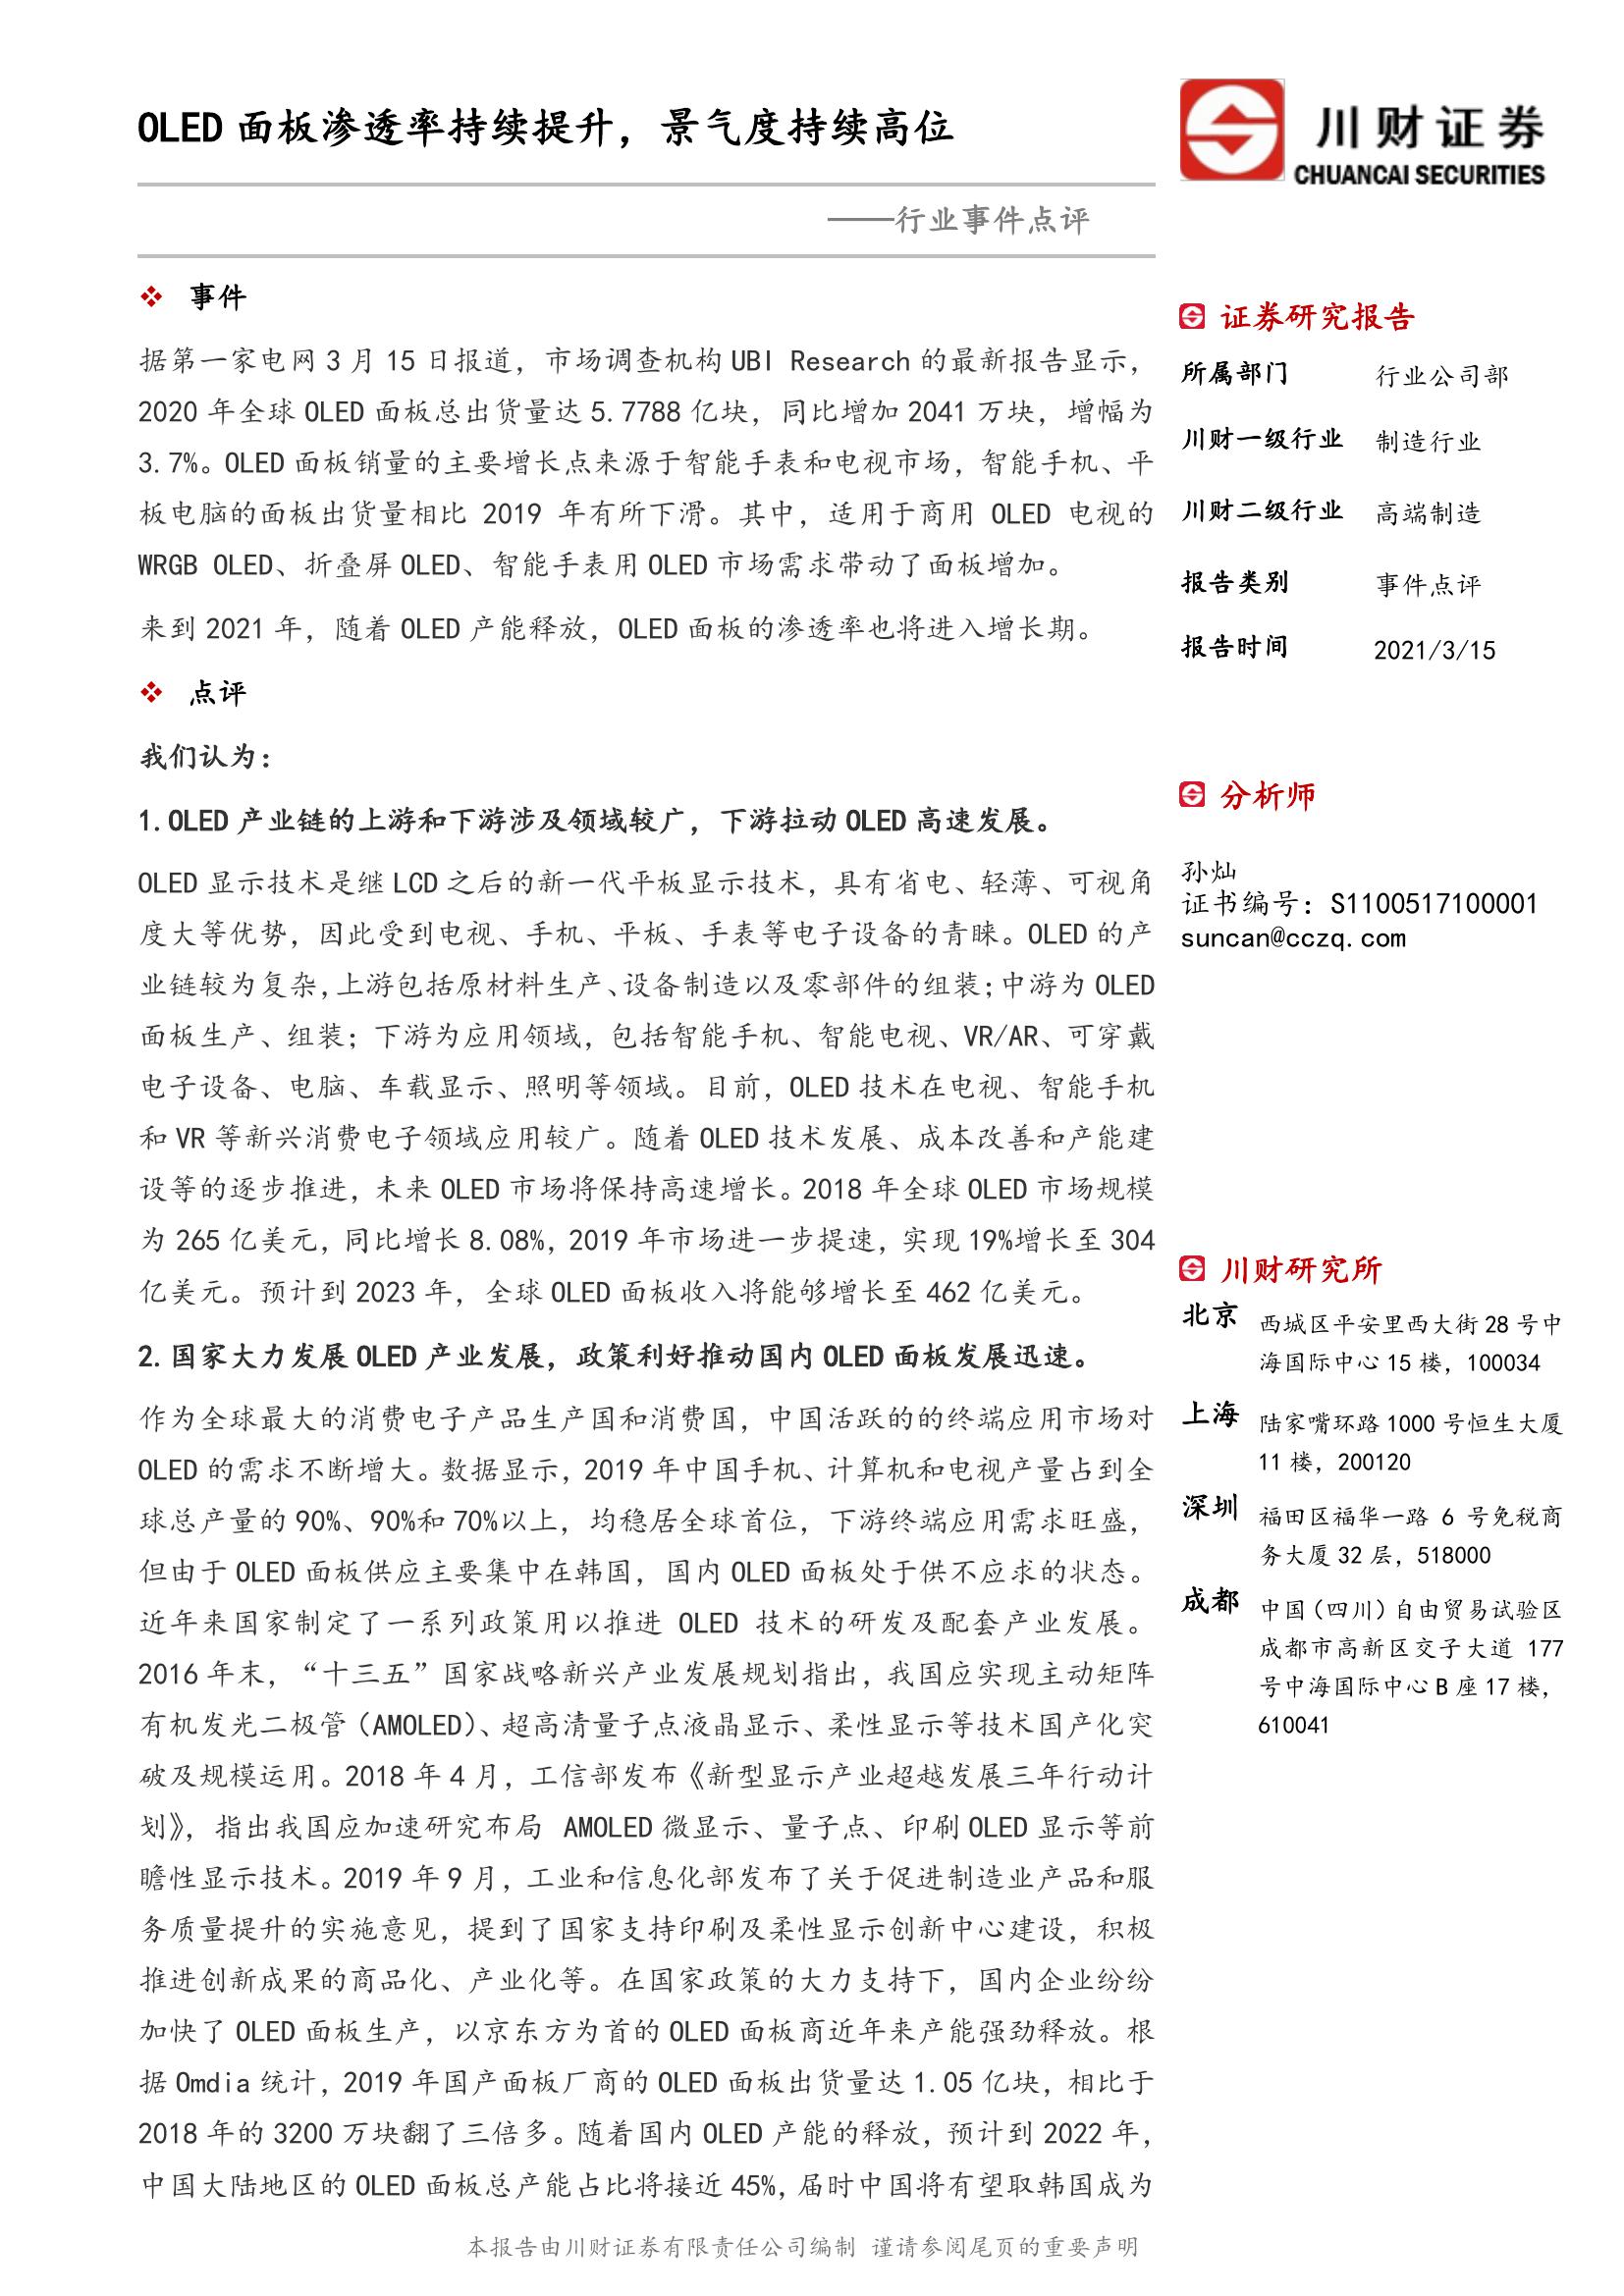 OLED 面板渗透率持续提升，景气度持续高位
——行业事件点评
川财证券
CHUANCAI SECURITIES
❖ 事件
据第一家电网 3 月 15 日报道，市场调查机构 UBI Research 的最新报告显示，
2020 年全球 OLED 面板总出货量达 5.7788 亿块，同比增加 2041 万块，增幅为
3.7%。OLED 面板销量的主要增长点来源于智能手表和电视市场，智能手机、平
板电脑的面板出货量相比 2019 年有所下滑。其中，适用于商用 OLED 电视的
WRGB OLED、折叠屏 OLED、智能手表用 OLED 市场需求带动了面板增加。
来到 2021 年，随着 OLED 产能释放，OLED 面板的渗透率也将进入增长期。
❖ 点评
我们认为：
1.OLED 产业链的上游和下游涉及领域较广，下游拉动 OLED 高速发展。
OLED 显示技术是继 LCD 之后的新一代平板显示技术，具有省电、轻薄、可视角
度大等优势，因此受到电视、手机、平板、手表等电子设备的青睐。OLED 的产
业链较为复杂，上游包括原材料生产、设备制造以及零部件的组装；中游为 OLED
面板生产、组装；下游为应用领域，包括智能手机、智能电视、VR/AR、可穿戴
电子设备、电脑、车载显示、照明等领域。目前，OLED 技术在电视、智能手机
和 VR 等新兴消费电子领域应用较广。随着 OLED 技术发展、成本改善和产能建
设等的逐步推进，未来 OLED 市场将保持高速增长。2018 年全球 OLED 市场规模
为 265 亿美元，同比增长 8.08%，2019 年市场进一步提速，实现 19%增长至 304
亿美元。预计到 2023 年，全球 OLED 面板收入将能够增长至 462 亿美元。
2.国家大力发展 OLED 产业发展，政策利好推动国内 OLED 面板发展迅速。
作为全球最大的消费电子产品生产国和消费国，中国活跃的的终端应用市场对
OLED 的需求不断增大。数据显示，2019 年中国手机、计算机和电视产量占到全
球总产量的 90%、90%和 70%以上，均稳居全球首位，下游终端应用需求旺盛，
但由于 OLED 面板供应主要集中在韩国，国内 OLED 面板处于供不应求的状态。
近年来国家制定了一系列政策用以推进 OLED 技术的研发及配套产业发展。
2016 年末，“十三五”国家战略新兴产业发展规划指出，我国应实现主动矩阵
有机发光二极管（AMOLED）、超高清量子点液晶显示、柔性显示等技术国产化突
破及规模运用。2018 年 4 月，工信部发布《新型显示产业超越发展三年行动计
划》，指出我国应加速研究布局 AMOLED 微显示、量子点、印刷 OLED 显示等前
瞻性显示技术。2019 年 9 月，工业和信息化部发布了关于促进制造业产品和服
务质量提升的实施意见，提到了国家支持印刷及柔性显示创新中心建设，积极
推进创新成果的商品化、产业化等。在国家政策的大力支持下，国内企业纷纷
加快了 OLED 面板生产，以京东方为首的 OLED 面板商近年来产能强劲释放。根
据 Omdia 统计，2019 年国产面板厂商的 OLED 面板出货量达 1.05 亿块，相比于
2018 年的 3200 万块翻了三倍多。随着国内 OLED 产能的释放，预计到 2022 年，
中国大陆地区的 OLED 面板总产能占比将接近 45%，届时中国将有望取韩国成为
证券研究报告
所属部门 行业公司部
川财一级行业 制造行业
川财二级行业 高端制造
报告类别 事件点评
报告时间 2021/3/15
分析师
孙灿
证书编号：S1100517100001
suncan@cczq.com
川财研究所
北京 西城区平安里西大街 28 号中
海国际中心 15 楼，100034
上海 陆家嘴环路 1000 号恒生大厦
11 楼，200120
深圳 福田区福华一路 6 号免税商
务大厦 32 层，518000
成都 中国（四川）自由贸易试验区
成都市高新区交子大道 177
号中海国际中心 B 座 17 楼，
610041
本报告由川财证券有限责任公司编制 谨请参阅尾页的重要声明